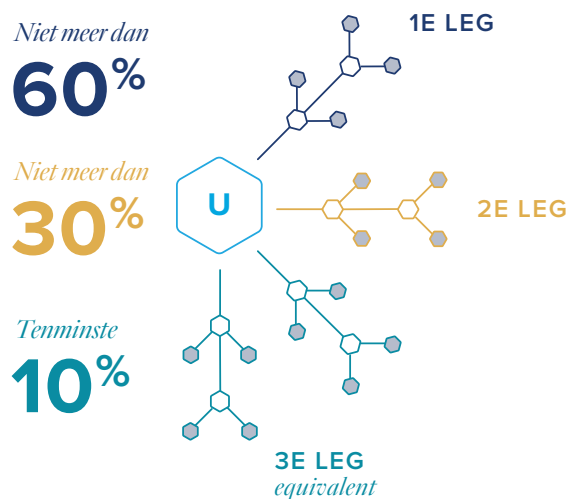 Niet meer dan
60%
1E LEG
Niet meer dan
30%
U
2E LEG
Tenminste
10%
3E LEG
equivalent